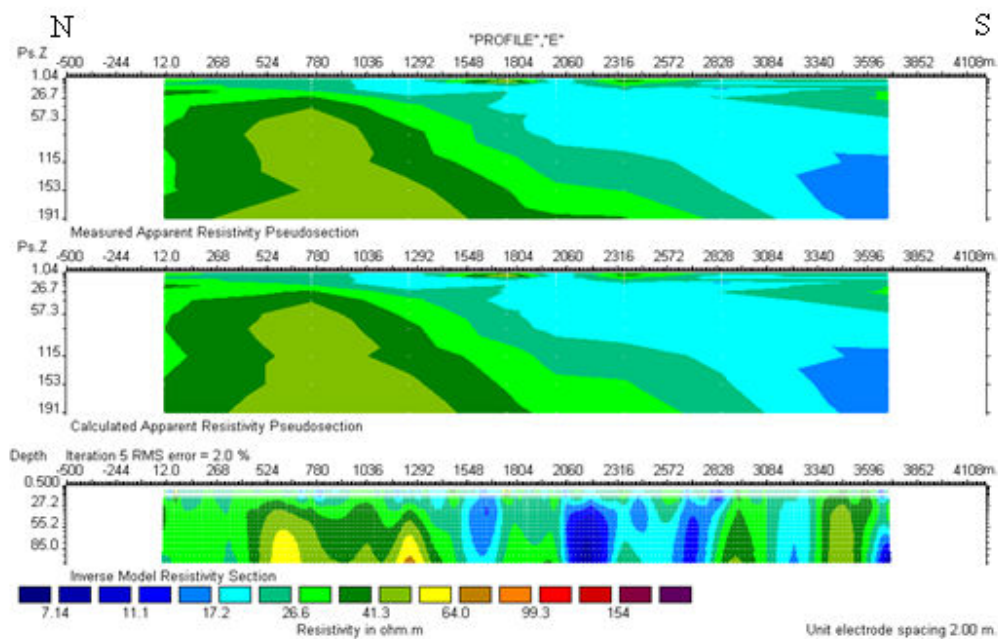 N S
"PROFILE","E"
Ps.Z
-500 -244 12.0 268 524 780 1036 1292 1548 1804 2060 2316 2572 2828 3084 3340 3596 3852 4108m.
1.04
26.7
57.3
115
153
191
Measured Apparent Resistivity Pseudosection
Ps.Z
-500 -244 12.0 268 524 780 1036 1292 1548 1804 2060 2316 2572 2828 3084 3340 3596 3852 4108m.
1.04
26.7
57.3
115
153
191
Calculated Apparent Resistivity Pseudosection
Depth Iteration 5 RMS error = 2.0 %
-500 -244 12.0 268 524 780 1036 1292 1548 1804 2060 2316 2572 2828 3084 3340 3596 3852 4108m.
0.500
27.2
55.2
85.0
Inverse Model Resistivity Section
7.14 11.1 17.2 26.6 41.3 64.0 99.3 154
Resistivity in ohm.m Unit electrode spacing 2.00 m.